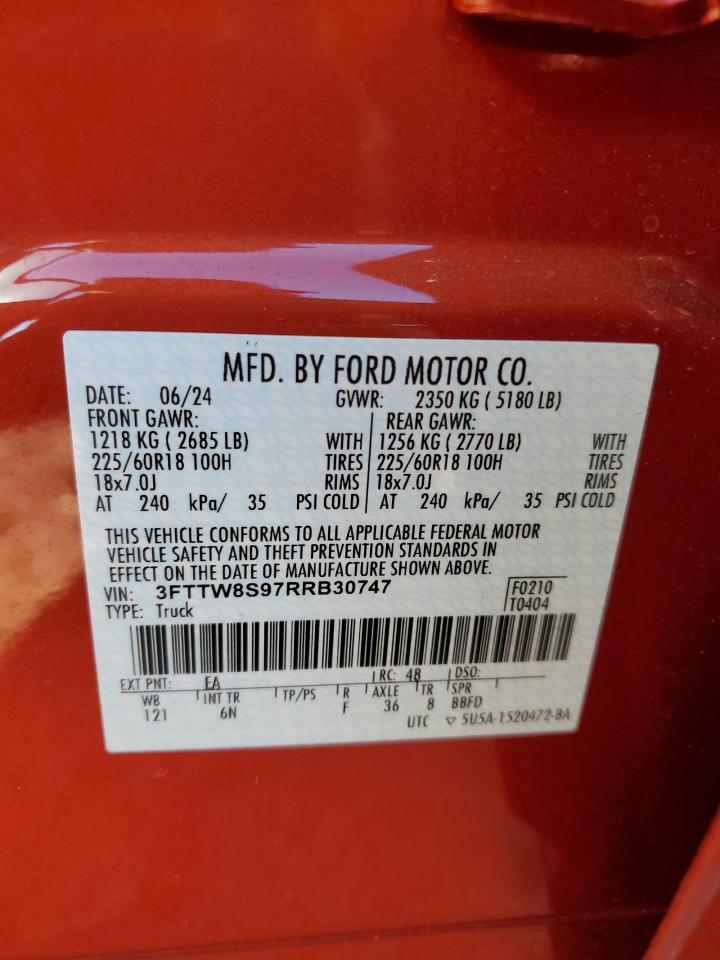 MFD. BY FORD MOTOR CO.
DATE: 06/24 GVWR: 2350 KG ( 5180 LB)
FRONT GAWR: REAR GAWR:
1218 KG ( 2685 LB) WITH 1256 KG ( 2770 LB) WITH
225/60R18 100H TIRES 225/60R18 100H TIRES
18x7.0J RIMS 18x7.0J RIMS
AT 240 kPa/ 35 PSI COLD AT 240 kPa/ 35 PSI COLD
THIS VEHICLE CONFORMS TO ALL APPLICABLE FEDERAL MOTOR
VEHICLE SAFETY AND THEFT PREVENTION STANDARDS IN
EFFECT ON THE DATE OF MANUFACTURE SHOWN ABOVE.
VIN: 3FTTW8S97RRB30747 F0210
TYPE: Truck T0404
EXT PNT: EA RC: 48 DSO:
WB INT TR TP/PS R AXLE TR SPR
121 6N F 36 8 BBFD
UTC ▽ 5U5A-1520472-BA